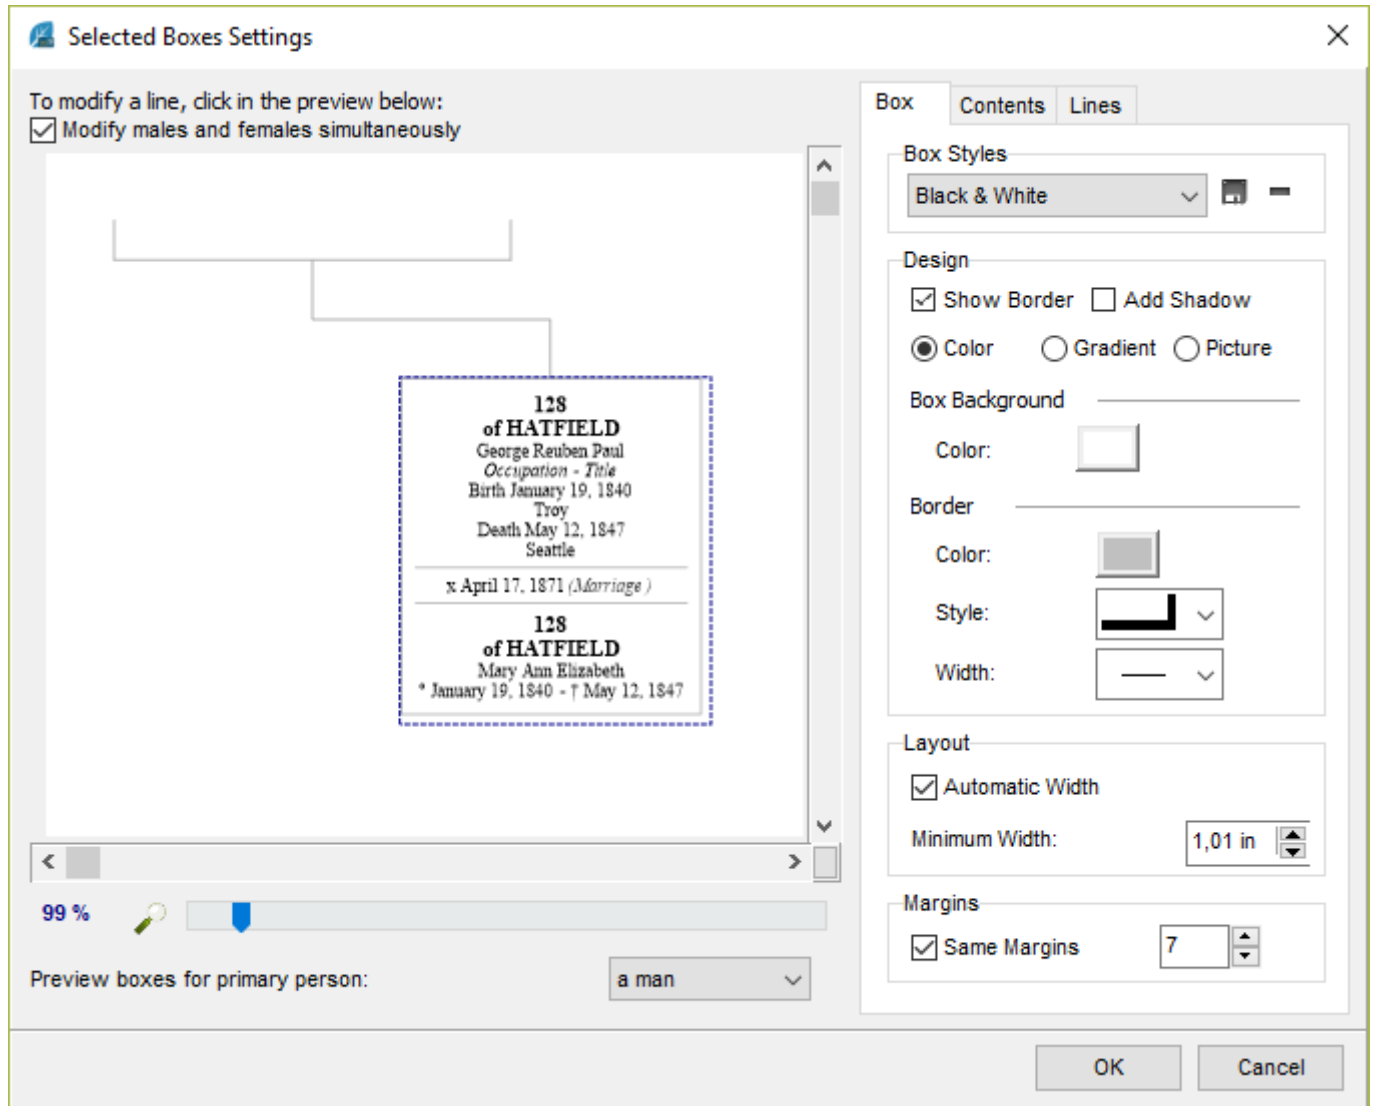 Selected Boxes Settings
To modify a line, click in the preview below:
Modify males and females simultaneously
128
of HATFIELD
George Reuben Paul
Occupation - Title
Birth January 19, 1840
Troy
Death May 12, 1847
Seattle
x April 17, 1871 (Marriage )
128
of HATFIELD
Mary Ann Elizabeth
* January 19, 1840 - † May 12, 1847
99 %
Preview boxes for primary person:
a man
Box
Contents
Lines
Box Styles
Black & White
Design
Show Border
Add Shadow
Color
Gradient
Picture
Box Background
Color:
Border
Color:
Style:
Width:
Layout
Automatic Width
Minimum Width:
1,01 in
Margins
Same Margins
7
OK
Cancel